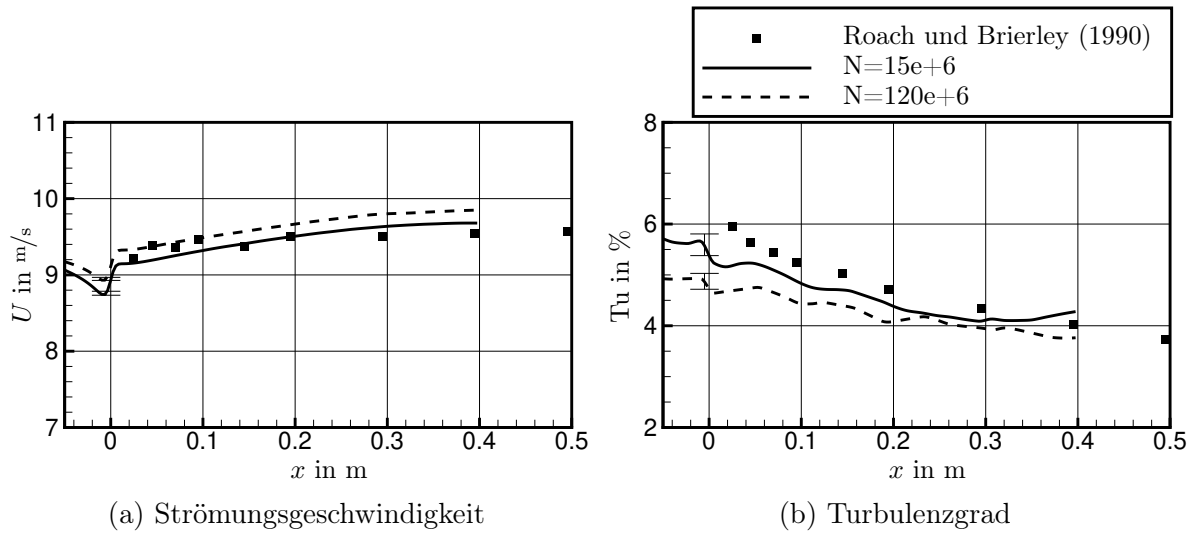 Roach und Brierley (1990)
N=15e+6
N=120e+6
11
10
9
8
7
U in m/s
0
0.1
0.2
0.3
0.4
0.5
x in m
(a) Strömungsgeschwindigkeit
8
6
4
2
Tu in %
0
0.1
0.2
0.3
0.4
0.5
x in m
(b) Turbulenzgrad